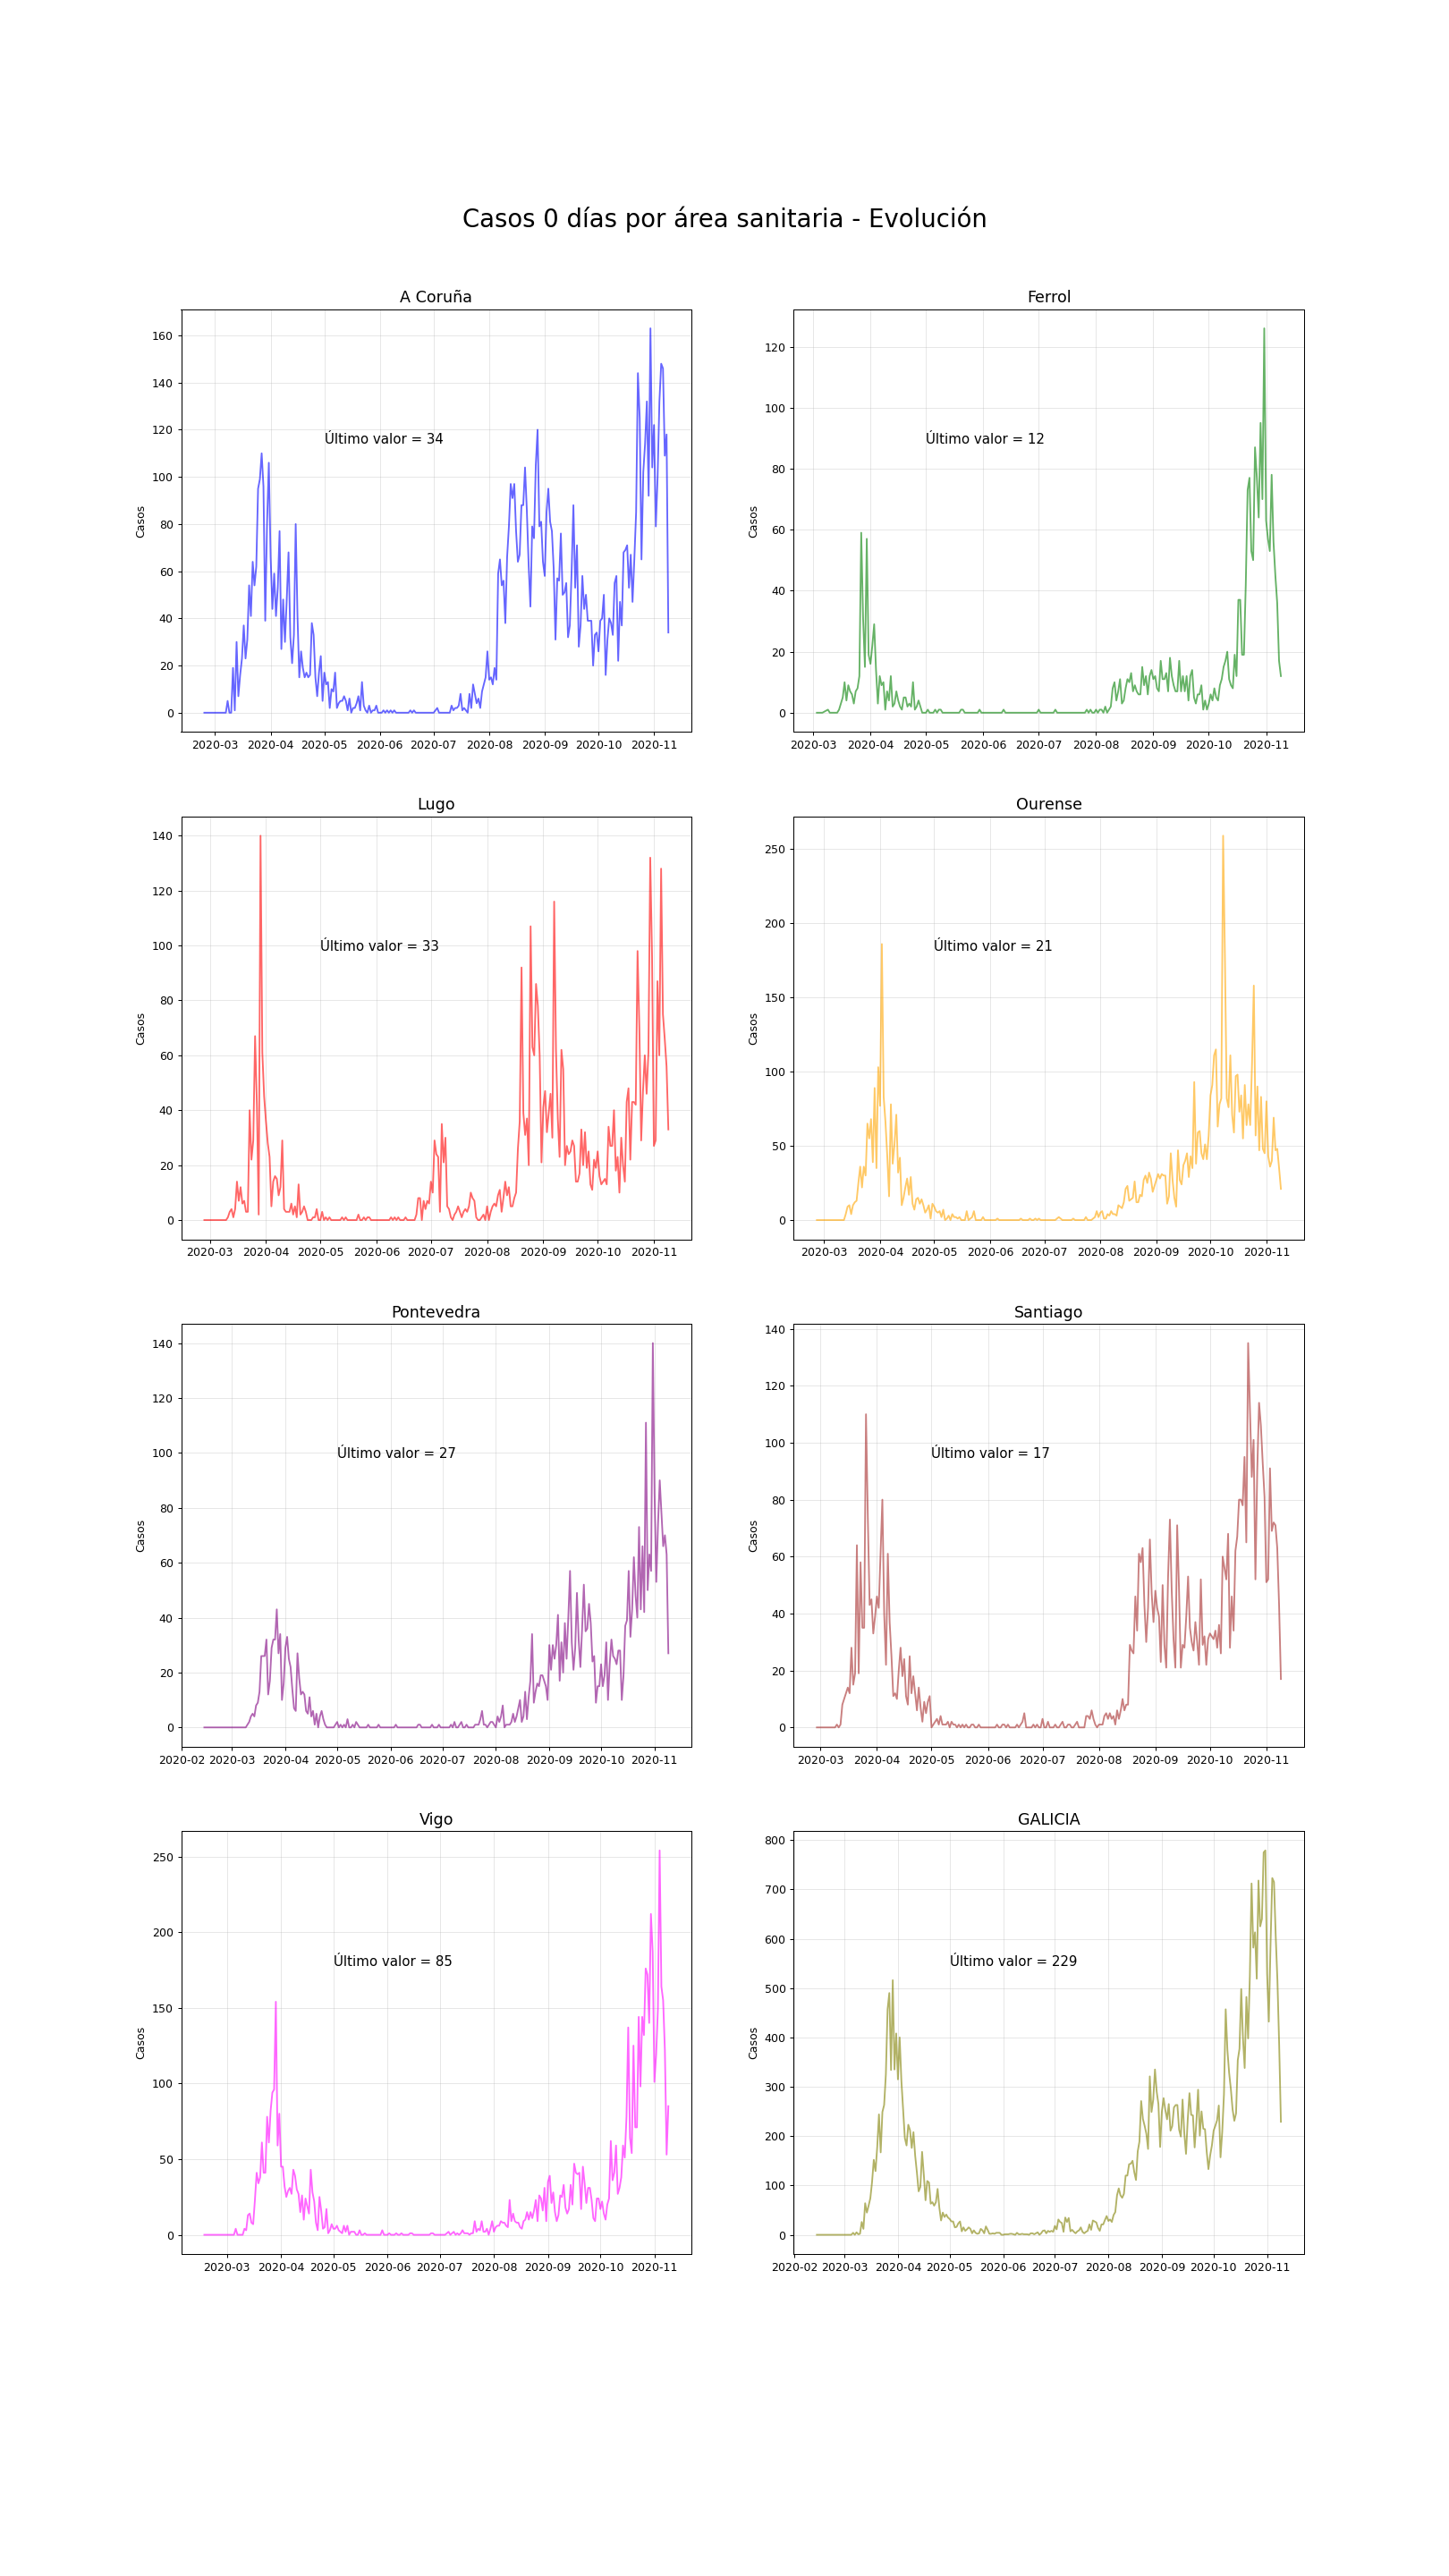 Casos 0 días por área sanitaria - Evolución
A Coruña
160
140
120
100
80
60
40
20
0
Casos
Último valor = 34
2020-03 2020-04 2020-05 2020-06 2020-07 2020-08 2020-09 2020-10 2020-11
Ferrol
120
100
80
60
40
20
0
Casos
Último valor = 12
2020-03 2020-04 2020-05 2020-06 2020-07 2020-08 2020-09 2020-10 2020-11
Lugo
140
120
100
80
60
40
20
0
Casos
Último valor = 33
2020-03 2020-04 2020-05 2020-06 2020-07 2020-08 2020-09 2020-10 2020-11
Ourense
250
200
150
100
50
0
Casos
Último valor = 21
2020-03 2020-04 2020-05 2020-06 2020-07 2020-08 2020-09 2020-10 2020-11
Pontevedra
140
120
100
80
60
40
20
0
Casos
Último valor = 27
2020-02 2020-03 2020-04 2020-05 2020-06 2020-07 2020-08 2020-09 2020-10 2020-11
Santiago
140
120
100
80
60
40
20
0
Casos
Último valor = 17
2020-03 2020-04 2020-05 2020-06 2020-07 2020-08 2020-09 2020-10 2020-11
Vigo
250
200
150
100
50
0
Casos
Último valor = 85
2020-03 2020-04 2020-05 2020-06 2020-07 2020-08 2020-09 2020-10 2020-11
GALICIA
800
700
600
500
400
300
200
100
0
Casos
Último valor = 229
2020-02 2020-03 2020-04 2020-05 2020-06 2020-07 2020-08 2020-09 2020-10 2020-11